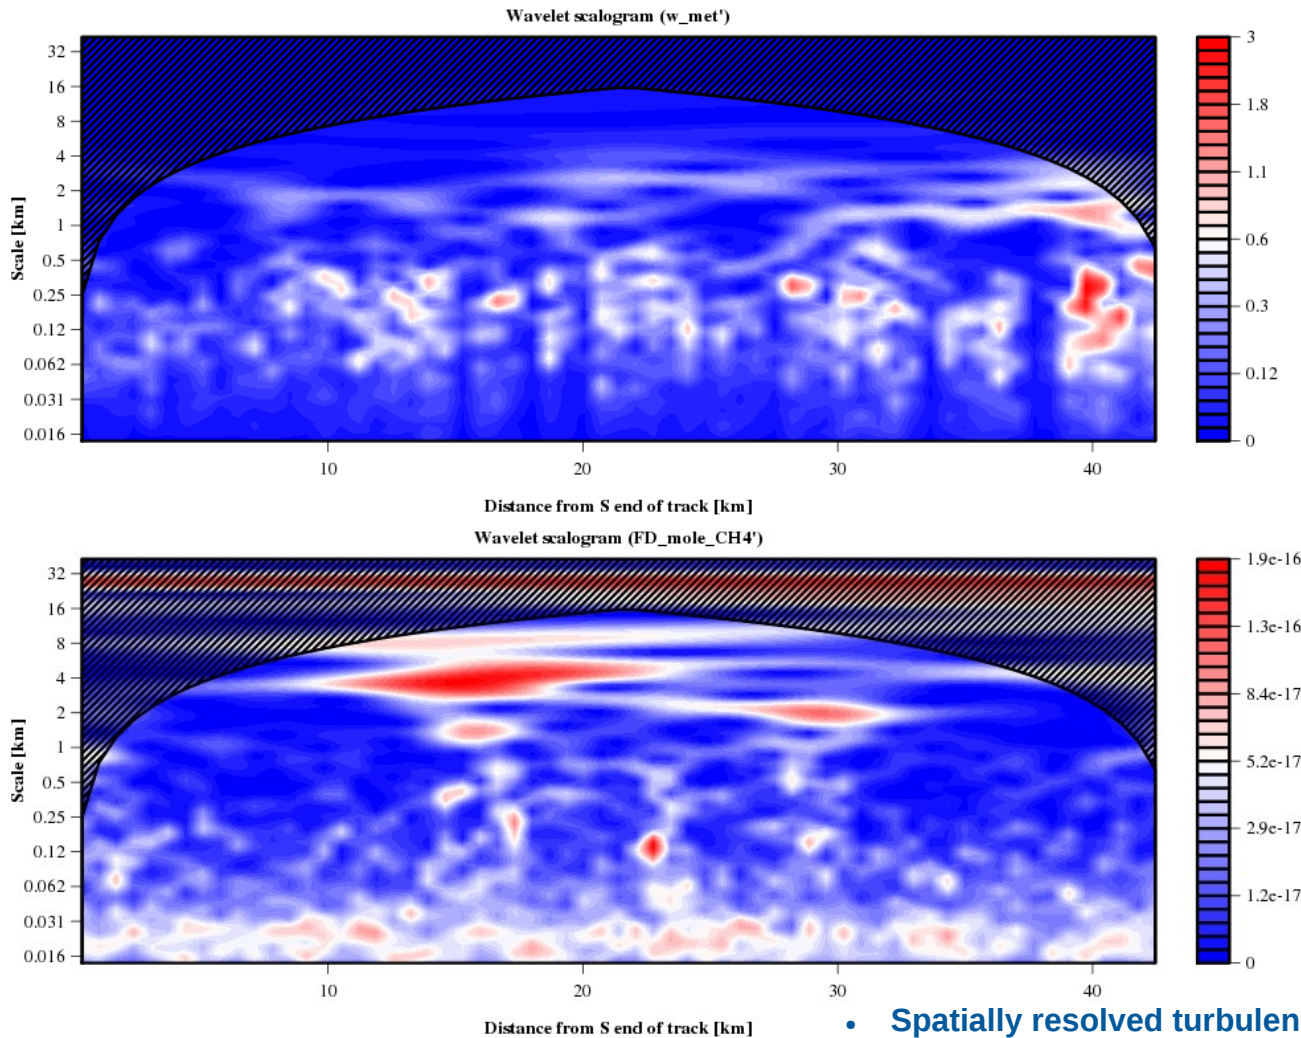 Wavelet scalogram (w_met')
32
16
8
4
2
1
0.5
0.25
0.12
0.062
0.031
0.016
Scale [km]
10 20 30 40
Distance from S end of track [km]
3
1.8
1.1
0.6
0.3
0.12
0
Wavelet scalogram (FD_mole_CH4')
32
16
8
4
2
1
0.5
0.25
0.12
0.062
0.031
0.016
Scale [km]
10 20 30 40
Distance from S end of track [km]
1.9e-16
1.3e-16
8.4e-17
5.2e-17
2.9e-17
1.2e-17
0
• Spatially resolved turbulen